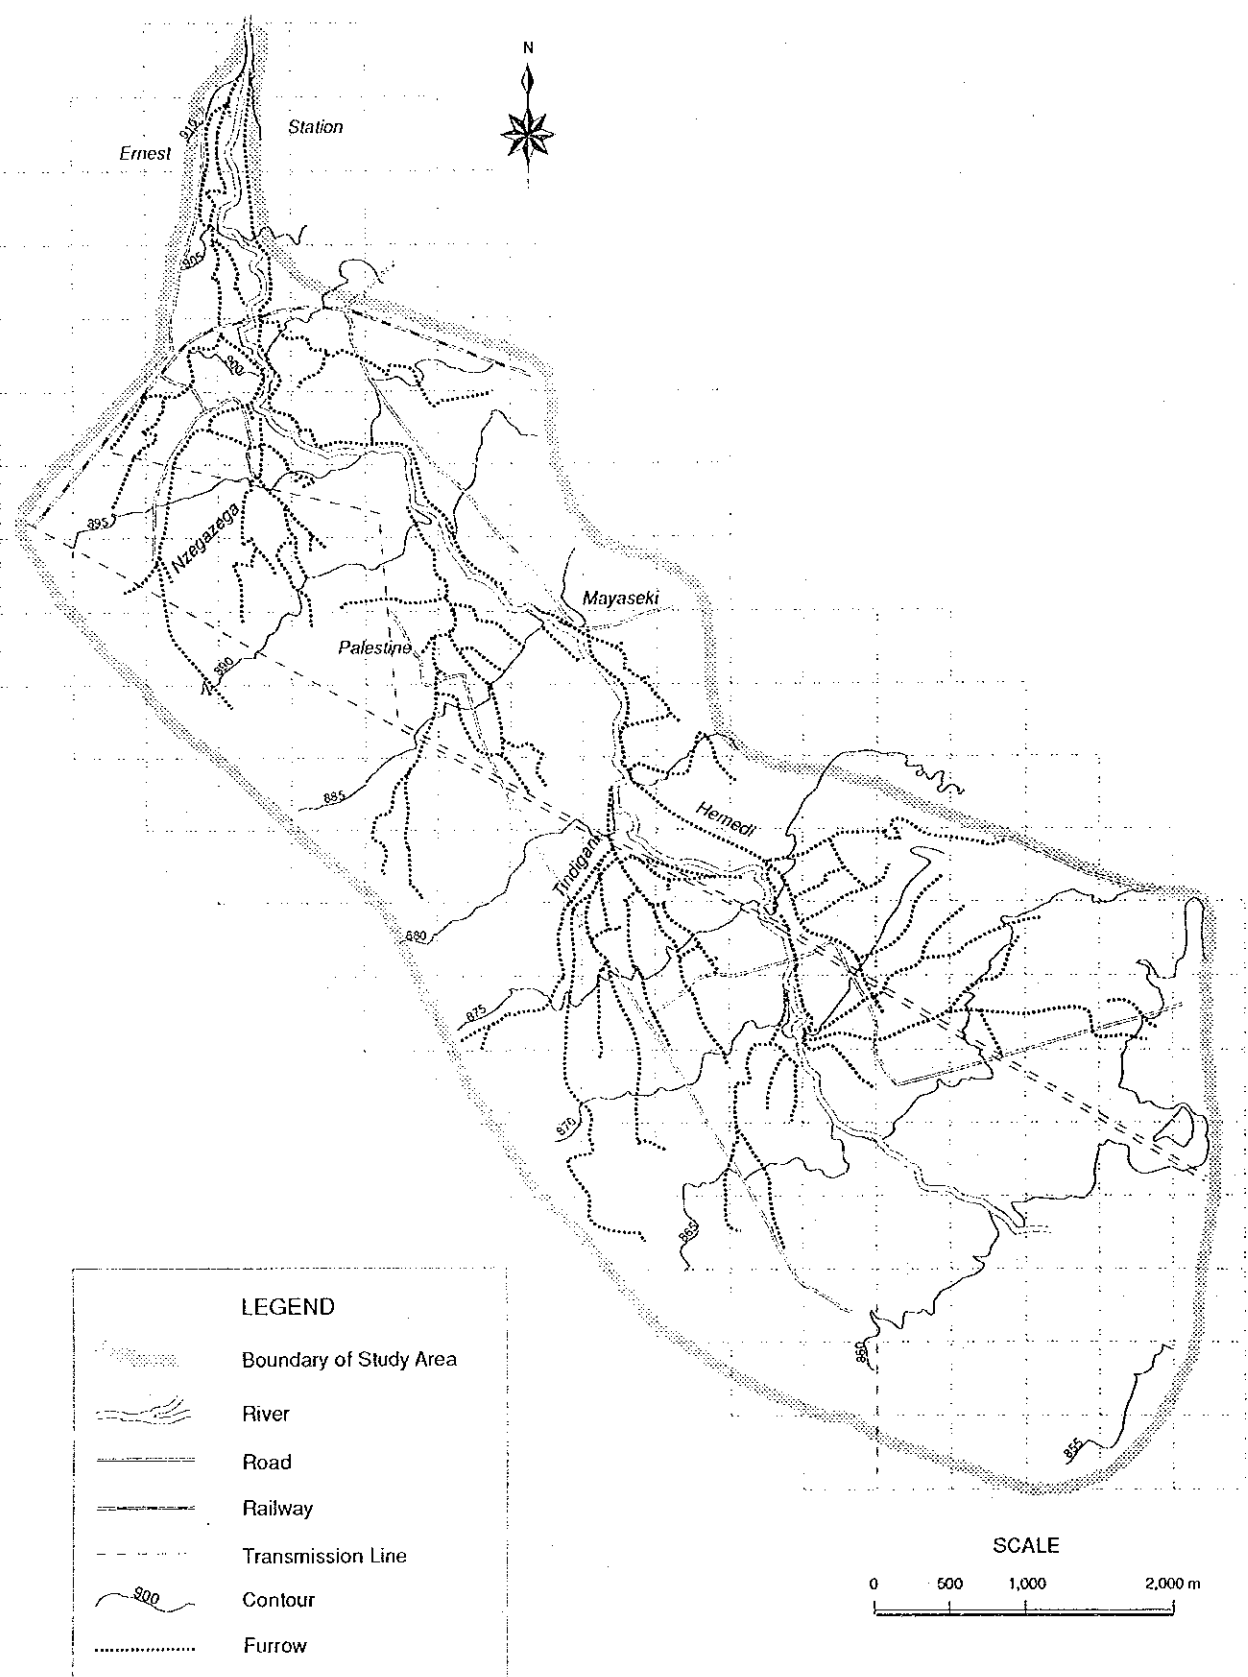 N
910
Station
Ernest
905
900
895
Nzegazega
Mayaseki
Palestine
890
885
Hemedi
Tindigani
880
875
870
865
860
855
LEGEND
Boundary of Study Area
River
Road
Railway
Transmission Line
900
Contour
Furrow
SCALE
0 500 1,000 2,000 m